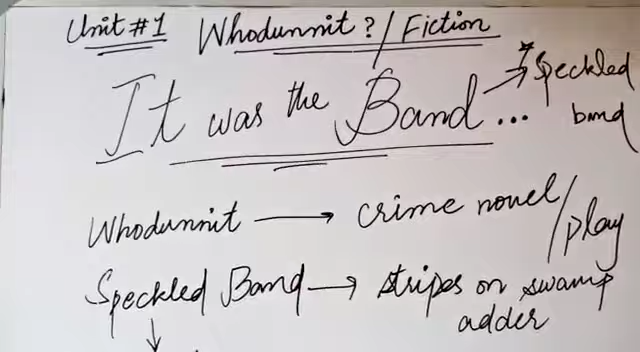 Unit #1 Whodunnit? / Fiction
It was the Band... → Speckled band
Whodunnit → crime novel / play
Speckled Band → stripes on swamp adder
↓